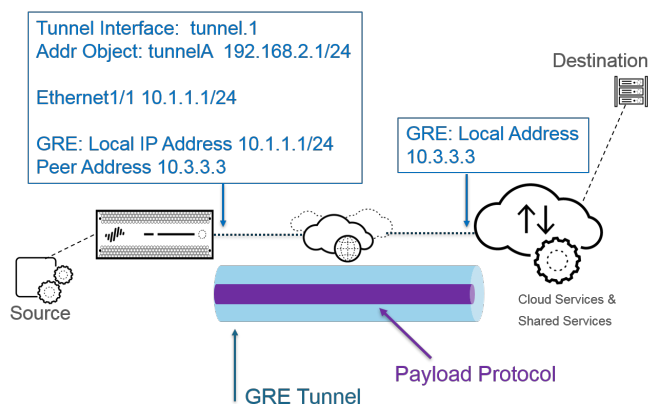 Tunnel Interface: tunnel.1
Addr Object: tunnelA 192.168.2.1/24
Ethernet1/1 10.1.1.1/24
GRE: Local IP Address 10.1.1.1/24
Peer Address 10.3.3.3
Destination
GRE: Local Address
10.3.3.3
Source
Cloud Services &
Shared Services
Payload Protocol
GRE Tunnel